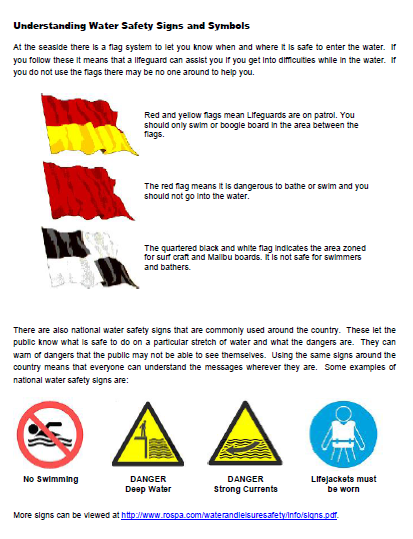 Understanding Water Safety Signs and Symbols
At the seaside there is a flag system to let you know when and where it is safe to enter the water. If
you follow these it means that a lifeguard can assist you if you get into difficulties while in the water. If
you do not use the flags there may be no one around to help you.
Red and yellow flags mean Lifeguards are on patrol. You
should only swim or boogie board in the area between the
flags.
The red flag means it is dangerous to bathe or swim and you
should not go into the water.
The quartered black and white flag indicates the area zoned
for surf craft and Malibu boards. It is not safe for swimmers
and bathers.
There are also national water safety signs that are commonly used around the country. These let the
public know what is safe to do on a particular stretch of water and what the dangers are. They can
warn of dangers that the public may not be able to see themselves. Using the same signs around the
country means that everyone can understand the messages wherever they are. Some examples of
national water safety signs are:
No Swimming
DANGER
Deep Water
DANGER
Strong Currents
Lifejackets must
be worn
More signs can be viewed at http://www.rospa.com/waterandleisuresafety/info/signs.pdf.